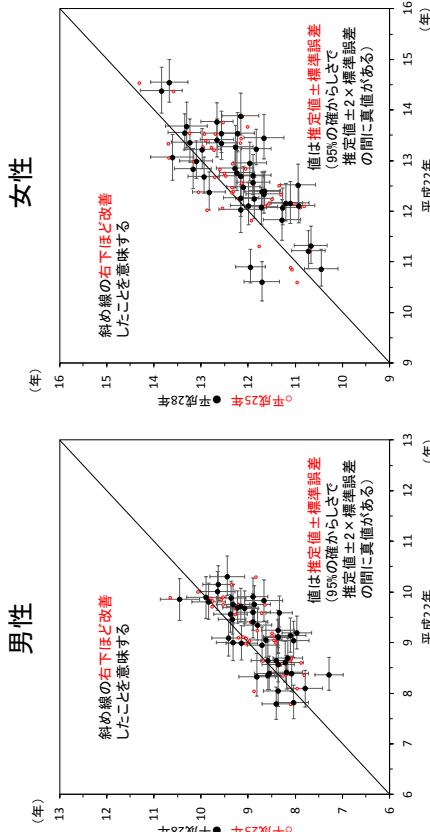 女性
(年)
16
15
14
13
12
11
10
9
斜め線の右下ほど改善
したことを意味する
値は推定値±標準誤差
(95%の確からしさで
推定値±2×標準誤差
の間に真値がある)
●平成28年
○平成25年
9
10
11
12
13
14
15
16
(年)
平成22年
男性
(年)
13
12
11
10
9
8
7
6
斜め線の右下ほど改善
したことを意味する
値は推定値±標準誤差
(95%の確からしさで
推定値±2×標準誤差
の間に真値がある)
●平成28年
○平成25年
6
7
8
9
10
11
12
13
(年)
平成22年